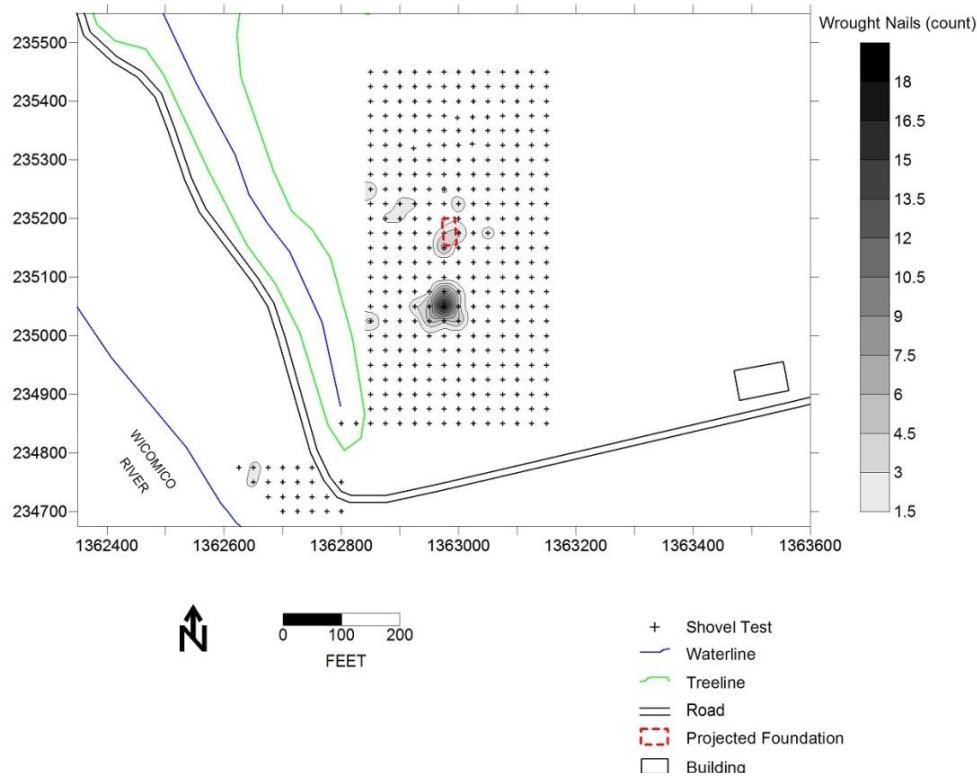 Wrought Nails (count)
235500
235400
235300
235200
235100
235000
234900
234800
234700
18
16.5
15
13.5
12
10.5
9
7.5
6
4.5
3
1.5
WICOMICO
RIVER
1362400
1362600
1362800
1363000
1363200
1363400
1363600
N
0
100
200
FEET
Shovel Test
Waterline
Treeline
Road
Projected Foundation
Building